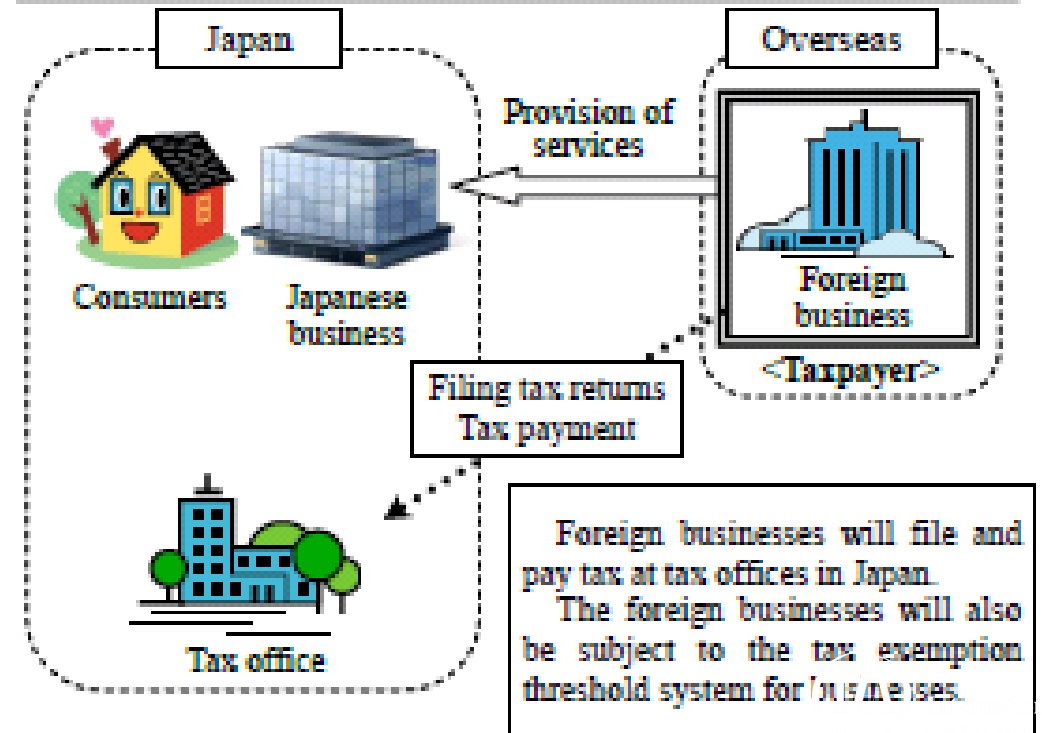 Japan
Overseas
Provision of
services
Consumers
Japanese
business
Foreign
business
<Taxpayer>
Filing tax returns
Tax payment
Tax office
Foreign businesses will file and
pay tax at tax offices in Japan.
The foreign businesses will also
be subject to the tax exemption
threshold system for businesses.